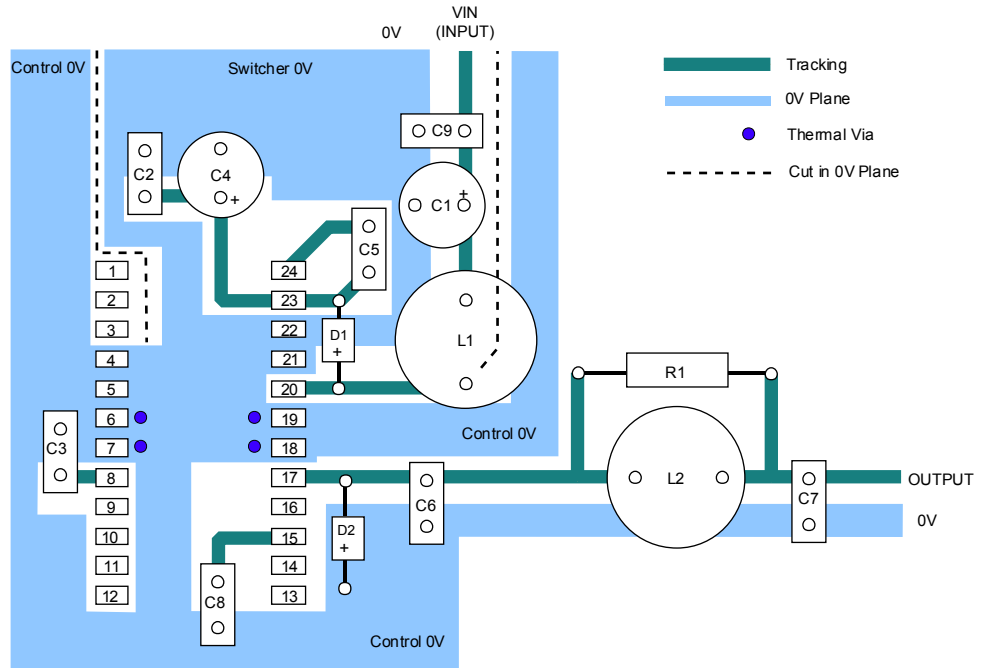 VIN
(INPUT)
0V
Control 0V
Switcher 0V
Tracking
0V Plane
Thermal Via
Cut in 0V Plane
C9
C2
C4
+
C1
+
C5
1
24
2
23
3
22
D1
+
L1
4
21
5
20
R1
6
19
Control 0V
7
18
C3
8
17
L2
OUTPUT
C6
C7
9
16
0V
10
15
D2
+
11
14
12
13
C8
Control 0V